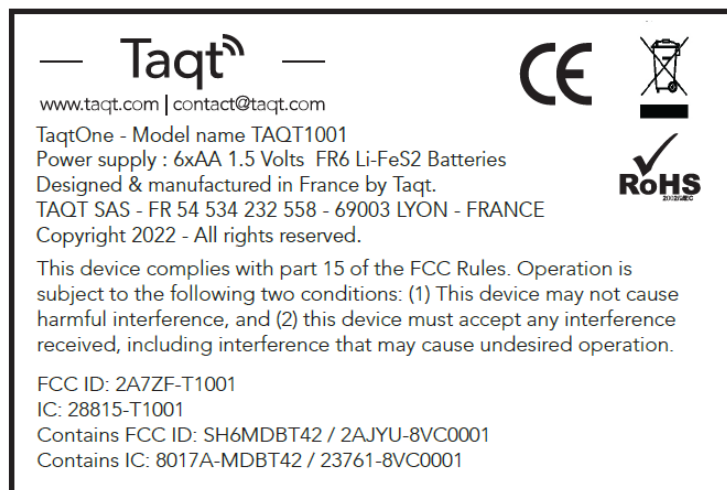 Taqt
www.taqt.com | contact@taqt.com
TaqtOne - Model name TAQT1001
Power supply : 6xAA 1.5 Volts FR6 Li-FeS2 Batteries
Designed & manufactured in France by Taqt.
TAQT SAS - FR 54 534 232 558 - 69003 LYON - FRANCE
Copyright 2022 - All rights reserved.
CE
RoHS
This device complies with part 15 of the FCC Rules. Operation is
subject to the following two conditions: (1) This device may not cause
harmful interference, and (2) this device must accept any interference
received, including interference that may cause undesired operation.
FCC ID: 2A7ZF-T1001
IC: 28815-T1001
Contains FCC ID: SH6MDBT42 / 2AJYU-8VC0001
Contains IC: 8017A-MDBT42 / 23761-8VC0001